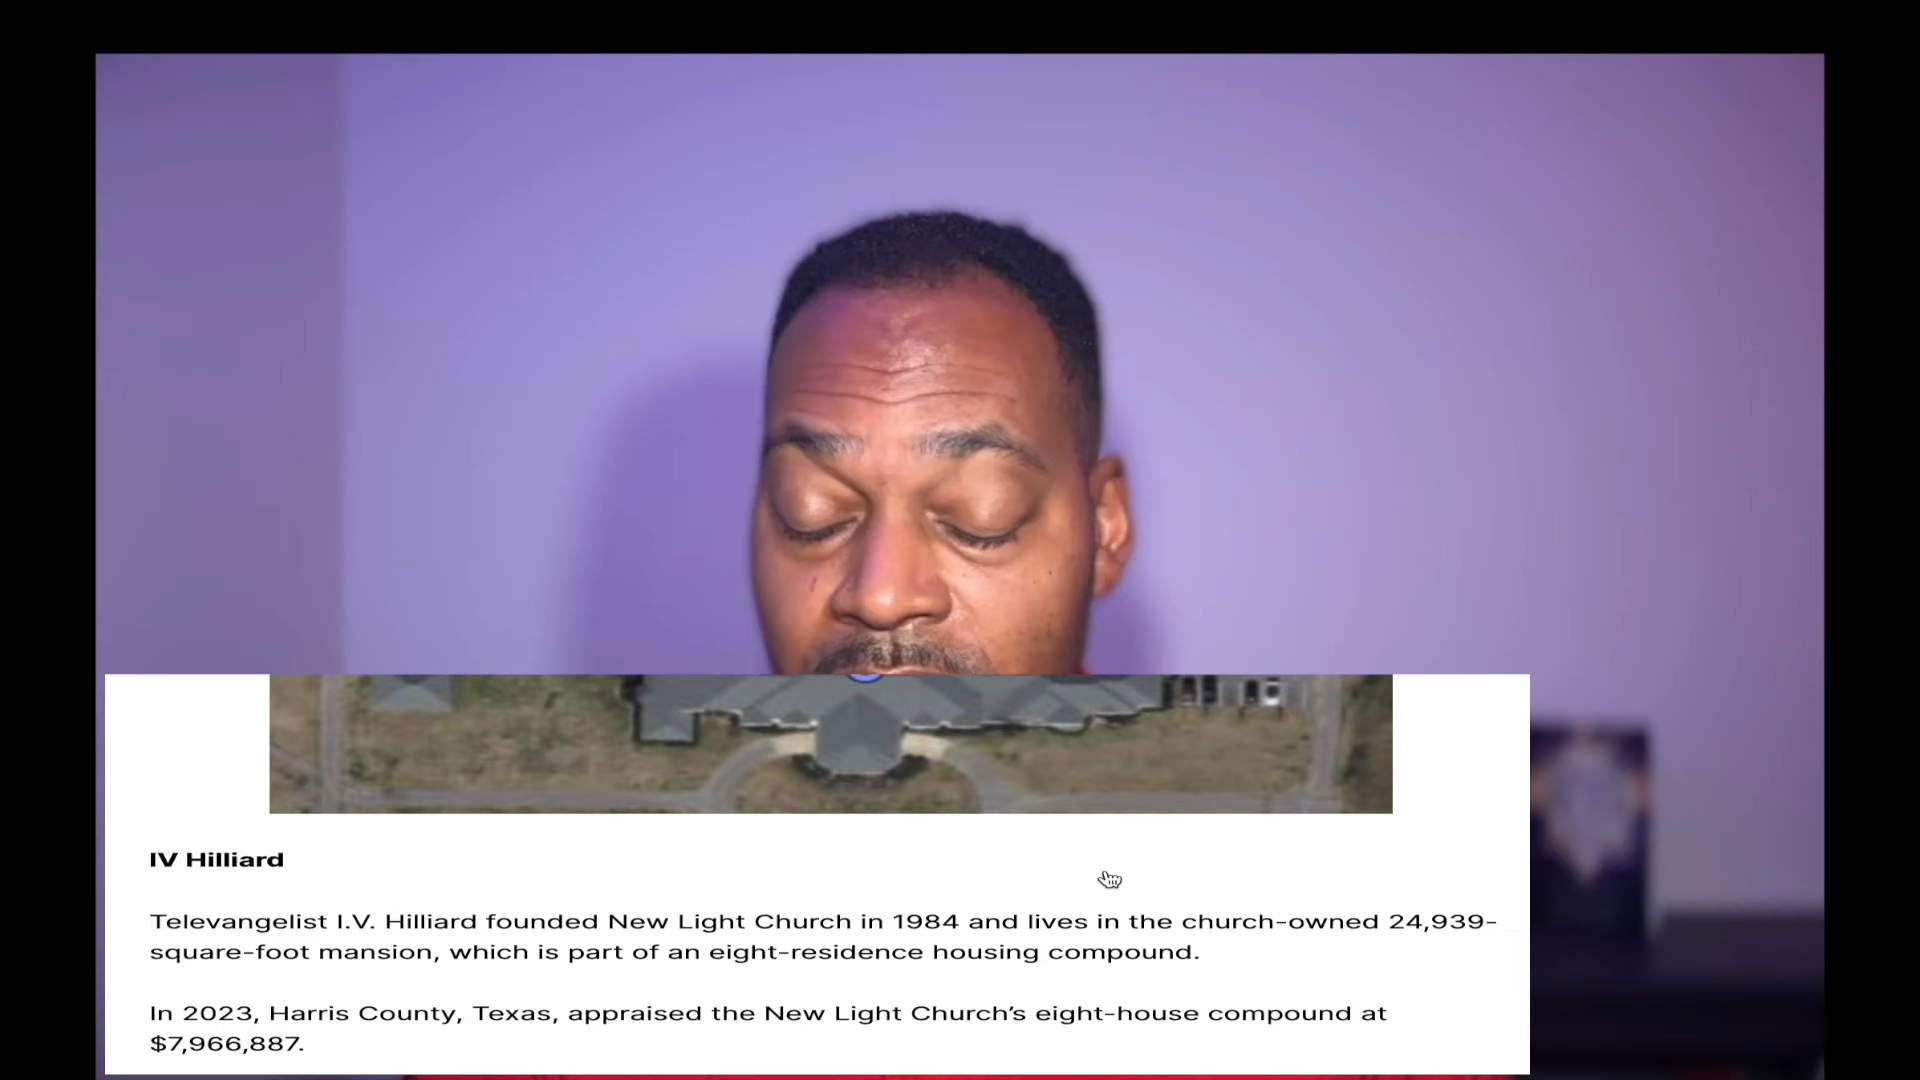 IV Hilliard
Televangelist I.V. Hilliard founded New Light Church in 1984 and lives in the church-owned 24,939-
square-foot mansion, which is part of an eight-residence housing compound.
In 2023, Harris County, Texas, appraised the New Light Church’s eight-house compound at
$7,966,887.